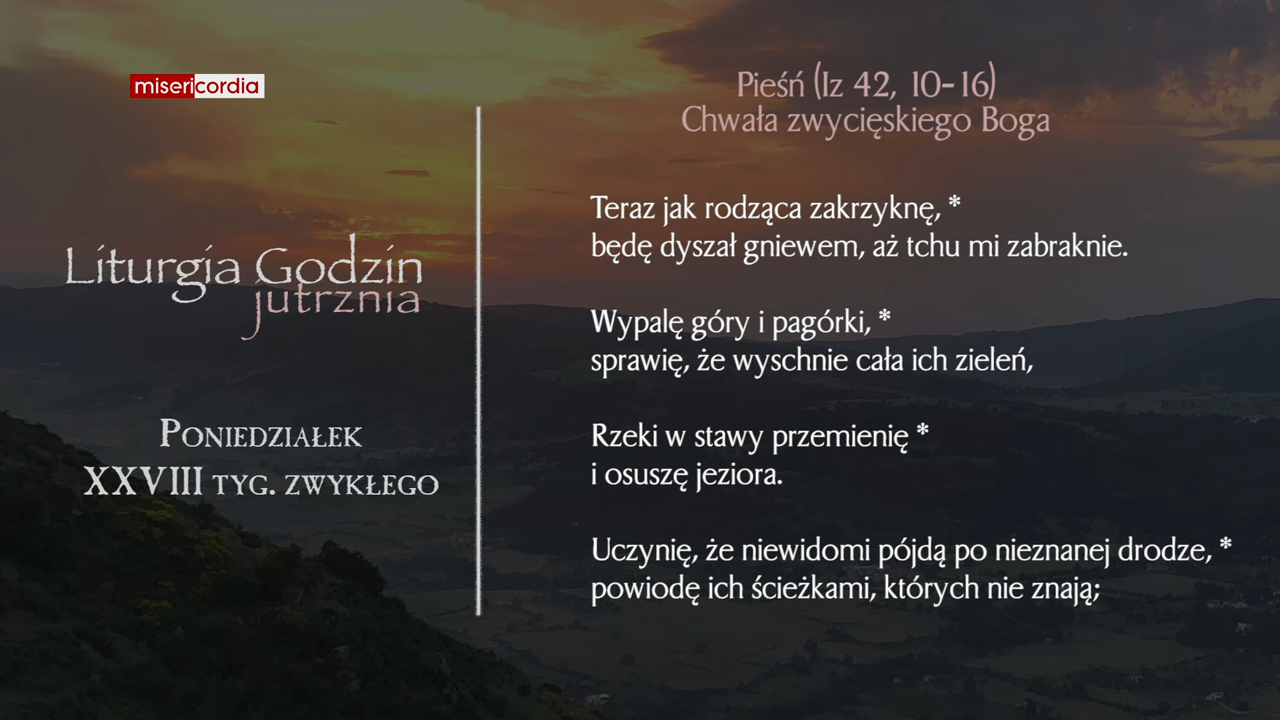 misericordia
Liturgia Godzin
jutrznia
Poniedziałek
XXVIII tyg. zwykłego
Pieśń (Iz 42, 10-16)
Chwała zwycięskiego Boga
Teraz jak rodząca zakrzyknę, *
będę dyszał gniewem, aż tchu mi zabraknie.
Wypalę góry i pagórki, *
sprawię, że wyschnie cała ich zieleń,
Rzeki w stawy przemienię *
i osuszę jeziora.
Uczynię, że niewidomi pójdą po nieznanej drodze, *
powiodę ich ścieżkami, których nie znają;